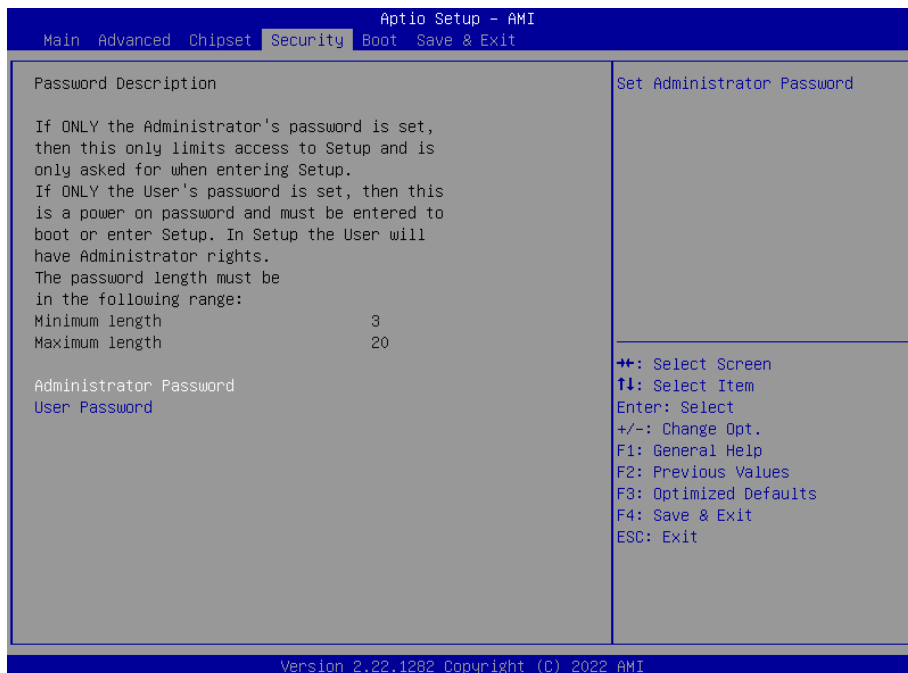 Aptio Setup – AMI
Main Advanced Chipset Security Boot Save & Exit
Password Description
If ONLY the Administrator's password is set,
then this only limits access to Setup and is
only asked for when entering Setup.
If ONLY the User's password is set, then this
is a power on password and must be entered to
boot or enter Setup. In Setup the User will
have Administrator rights.
The password length must be
in the following range:
Minimum length 3
Maximum length 20
Administrator Password
User Password
Set Administrator Password
→←: Select Screen
↑↓: Select Item
Enter: Select
+/-: Change Opt.
F1: General Help
F2: Previous Values
F3: Optimized Defaults
F4: Save & Exit
ESC: Exit
Version 2.22.1282 Copyright (C) 2022 AMI